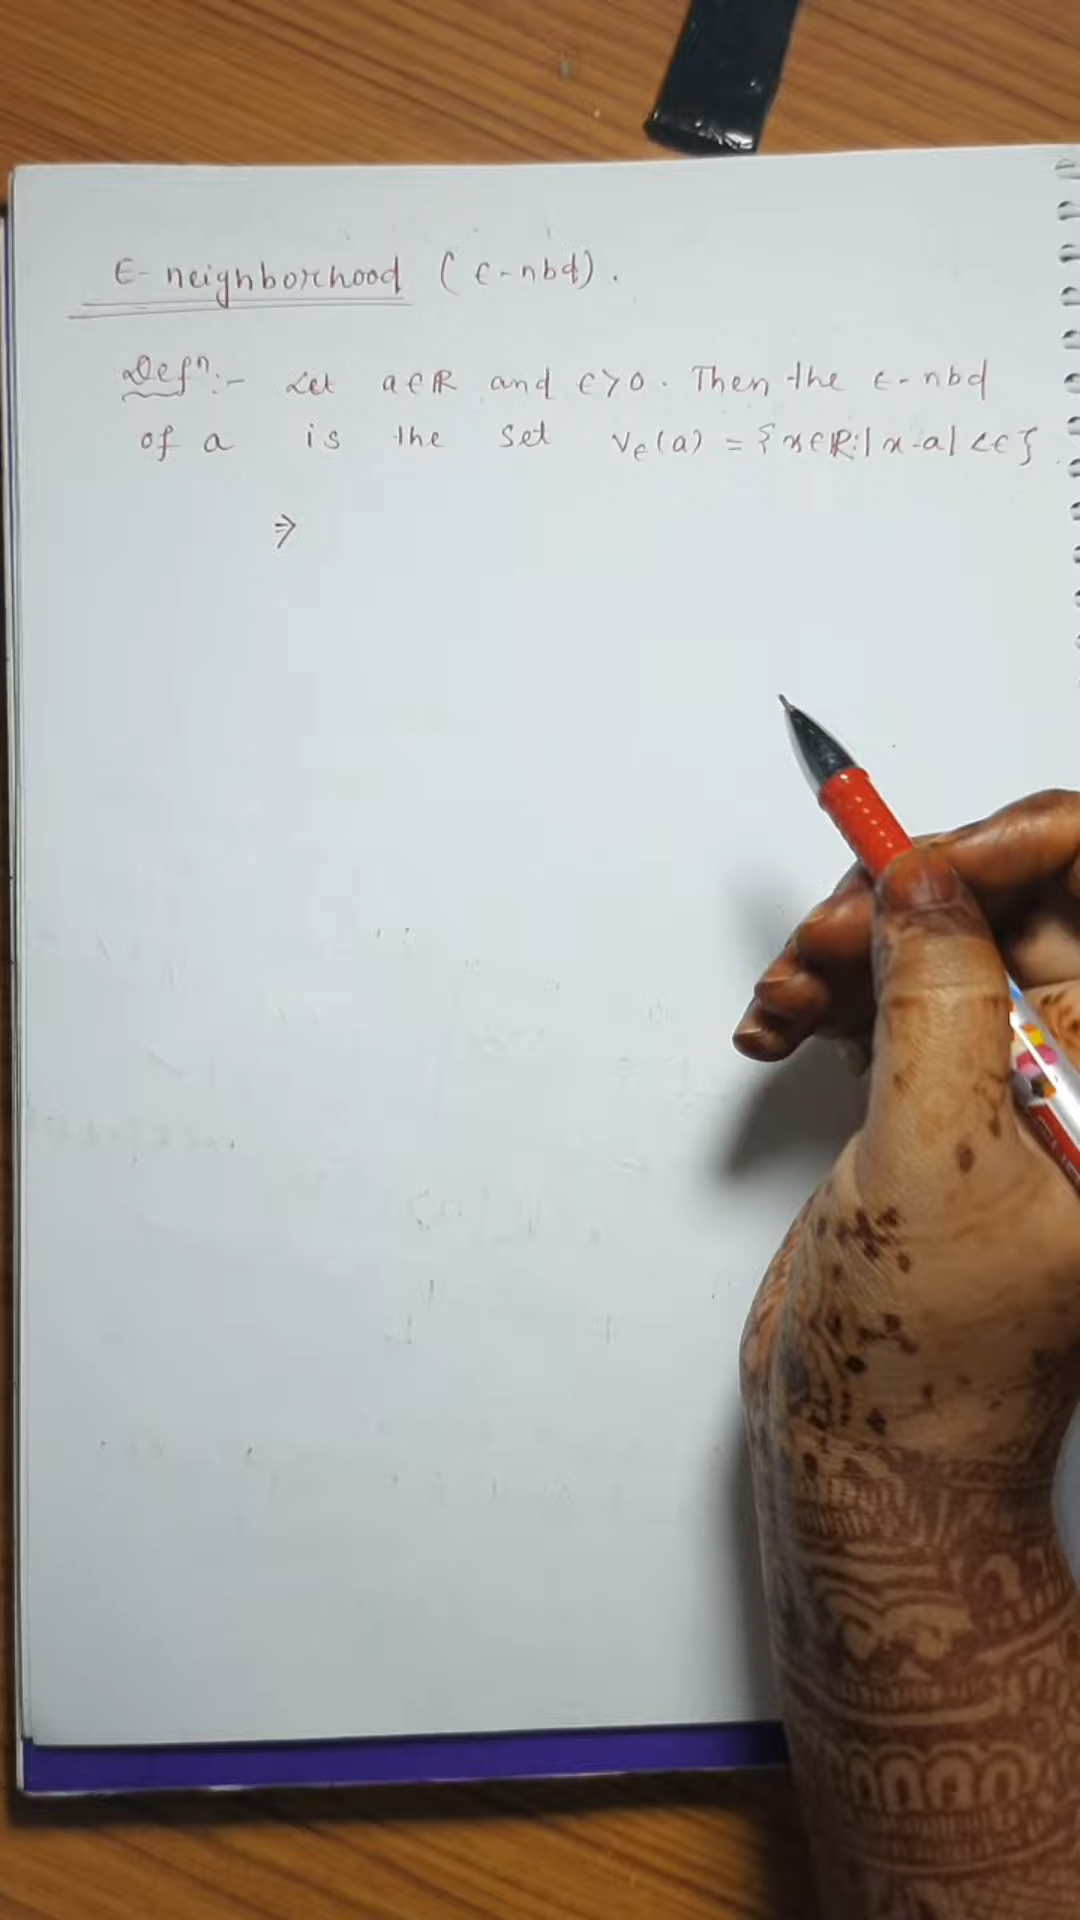 ε- neighborhood (ε-nbd).
Defⁿ:- Let a∈ℝ and ε>0. Then the ε-nbd
of a is the set Vε(a) = {x∈ℝ:|x-a|<ε}
⇒